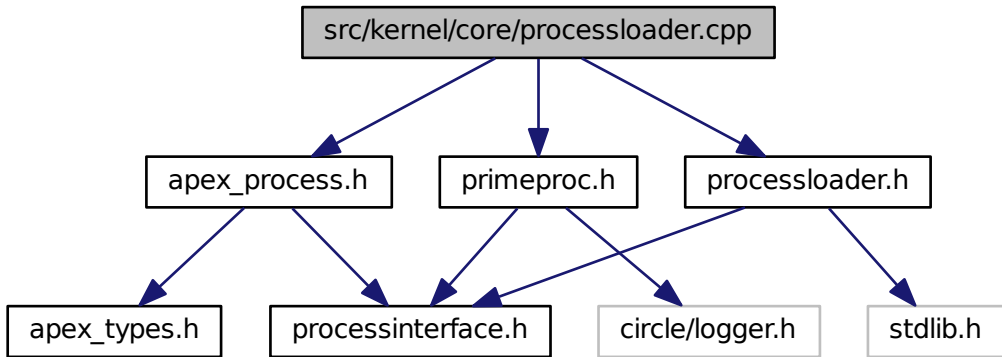 src/kernel/core/processloader.cpp
apex_process.h
primeproc.h
processloader.h
apex_types.h
processinterface.h
circle/logger.h
stdlib.h